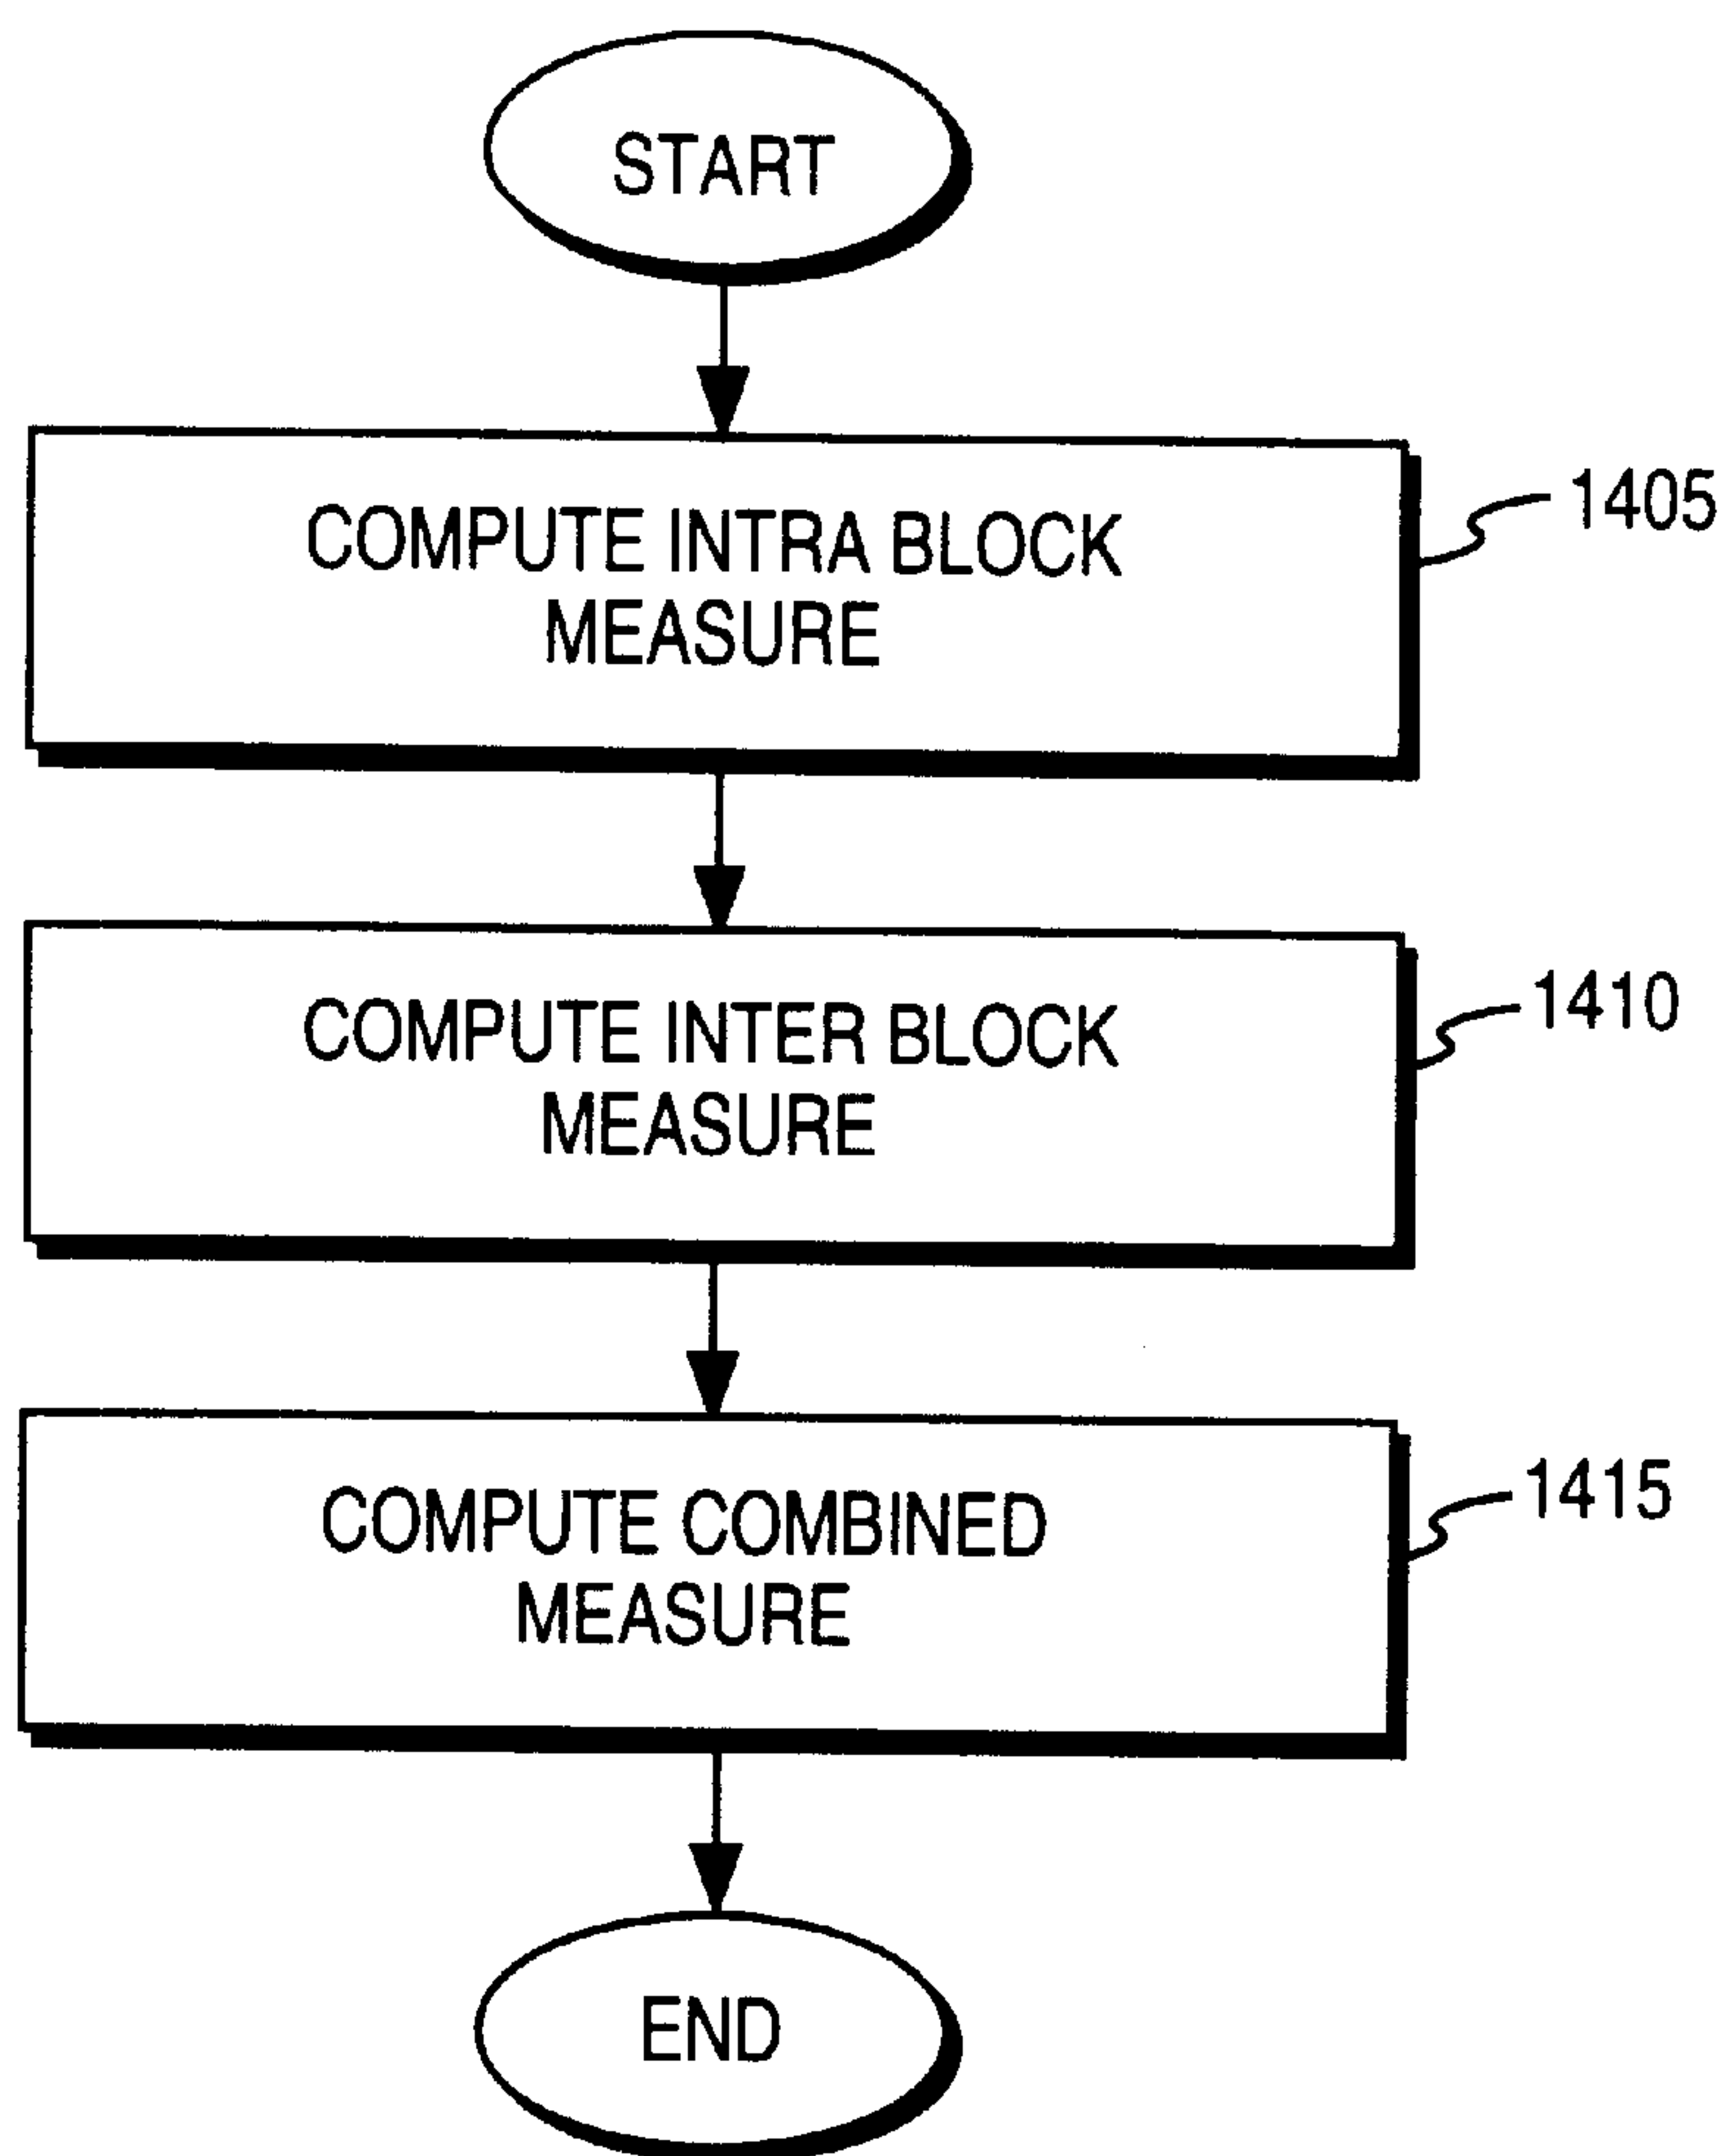 START
COMPUTE INTRA BLOCK
MEASURE
1405
COMPUTE INTER BLOCK
MEASURE
1410
COMPUTE COMBINED
MEASURE
1415
END